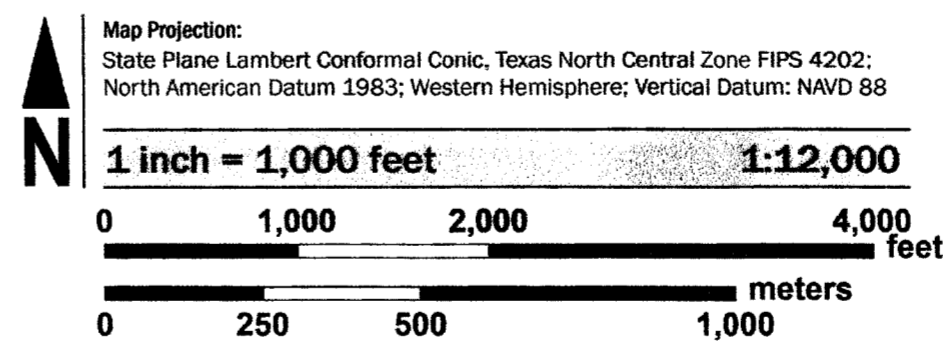 Map Projection:
State Plane Lambert Conformal Conic, Texas North Central Zone FIPS 4202;
North American Datum 1983; Western Hemisphere; Vertical Datum: NAVD 88
N
1 inch = 1,000 feet 1:12,000
0 1,000 2,000 4,000
feet
meters
0 250 500 1,000